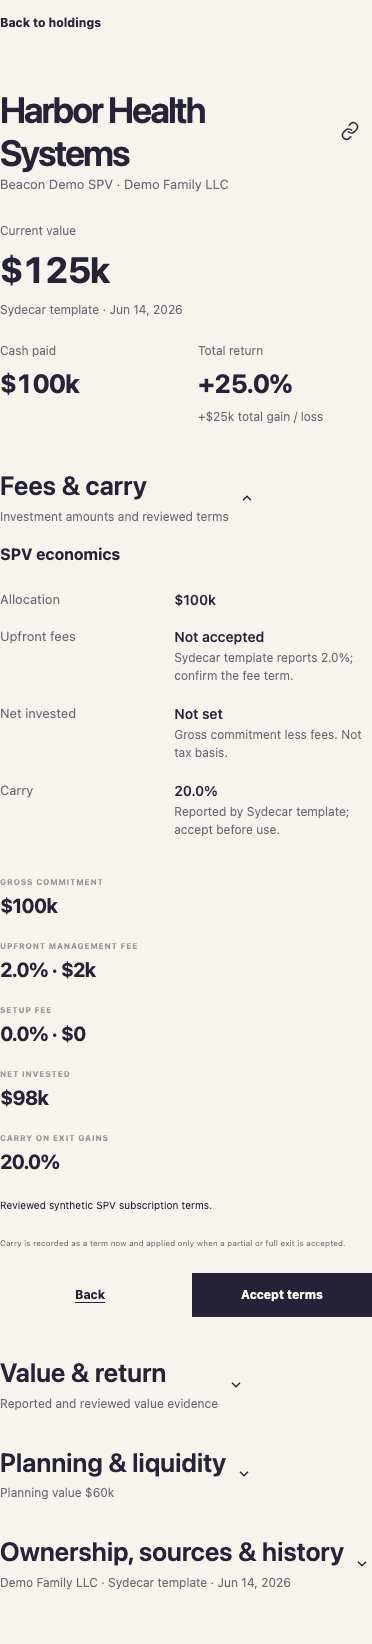 Back to holdings
Harbor Health
Systems
Beacon Demo SPV · Demo Family LLC
Current value
$125k
Sydecar template · Jun 14, 2026
Cash paid
Total return
$100k
+25.0%
+$25k total gain / loss
Fees & carry
Investment amounts and reviewed terms
SPV economics
Allocation
$100k
Upfront fees
Not accepted
Sydecar template reports 2.0%;
confirm the fee term.
Net invested
Not set
Gross commitment less fees. Not
tax basis.
Carry
20.0%
Reported by Sydecar template;
accept before use.
GROSS COMMITMENT
$100k
UPFRONT MANAGEMENT FEE
2.0% · $2k
SETUP FEE
0.0% · $0
NET INVESTED
$98k
CARRY ON EXIT GAINS
20.0%
Reviewed synthetic SPV subscription terms.
Carry is recorded as a term now and applied only when a partial or full exit is accepted.
Back
Accept terms
Value & return
Reported and reviewed value evidence
Planning & liquidity
Planning value $60k
Ownership, sources & history
Demo Family LLC · Sydecar template · Jun 14, 2026